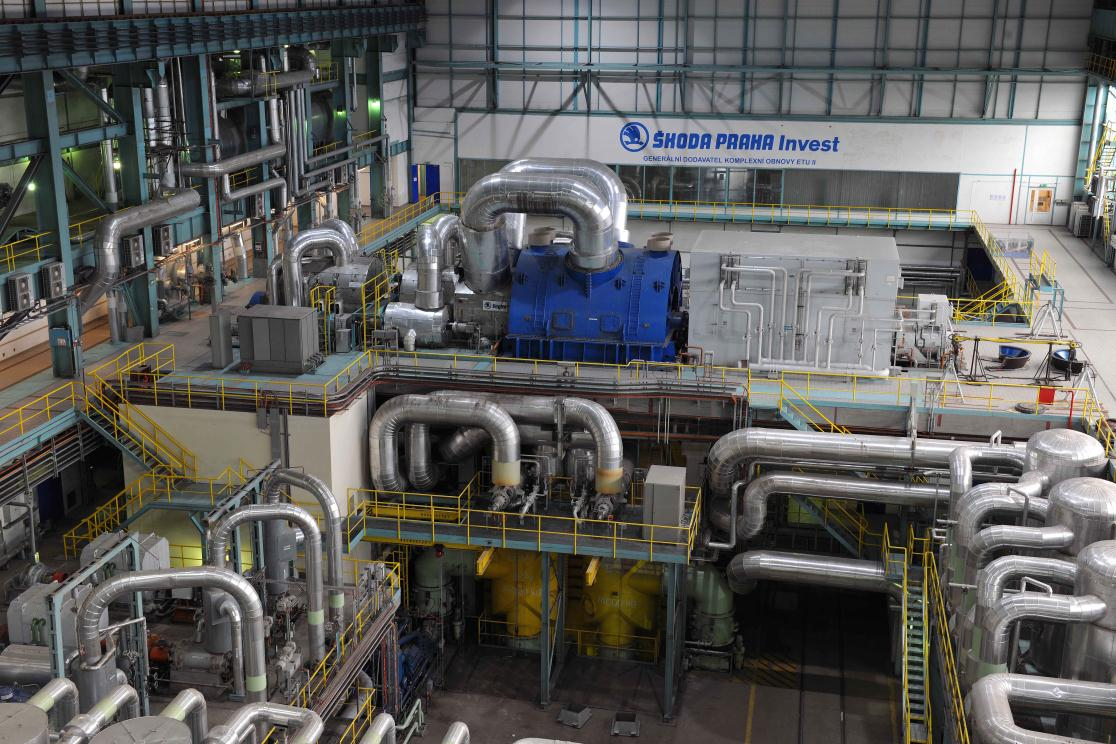 ŠKODA PRAHA Invest
GENERÁLNÍ DODAVATEL KOMPLEXNÍ OBNOVY ETU II